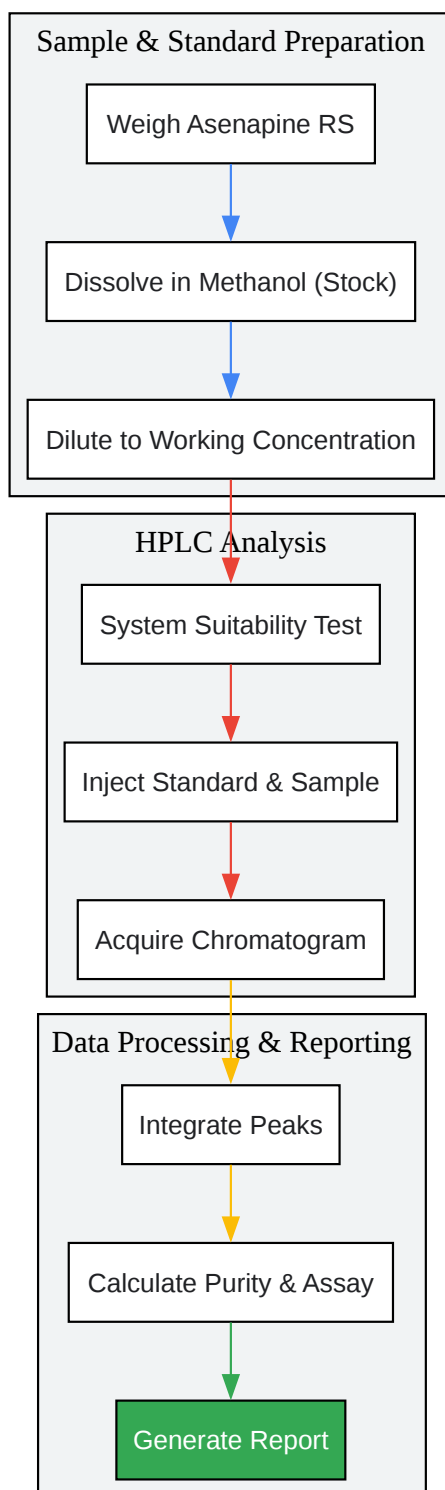 Sample & Standard Preparation
Weigh Asenapine RS
Dissolve in Methanol (Stock)
Dilute to Working Concentration
HPLC Analysis
System Suitability Test
Inject Standard & Sample
Acquire Chromatogram
Data Processing & Reporting
Integrate Peaks
Calculate Purity & Assay
Generate Report